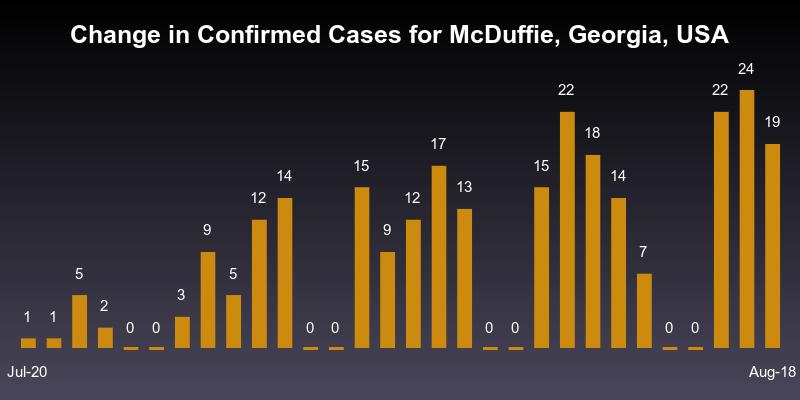 Change in Confirmed Cases for McDuffie, Georgia, USA
1 1 5 2 0 0 3 9 5 12 14 0 0 15 9 12 17 13 0 0 15 22 18 14 7 0 0 22 24 19
Jul-20 Aug-18